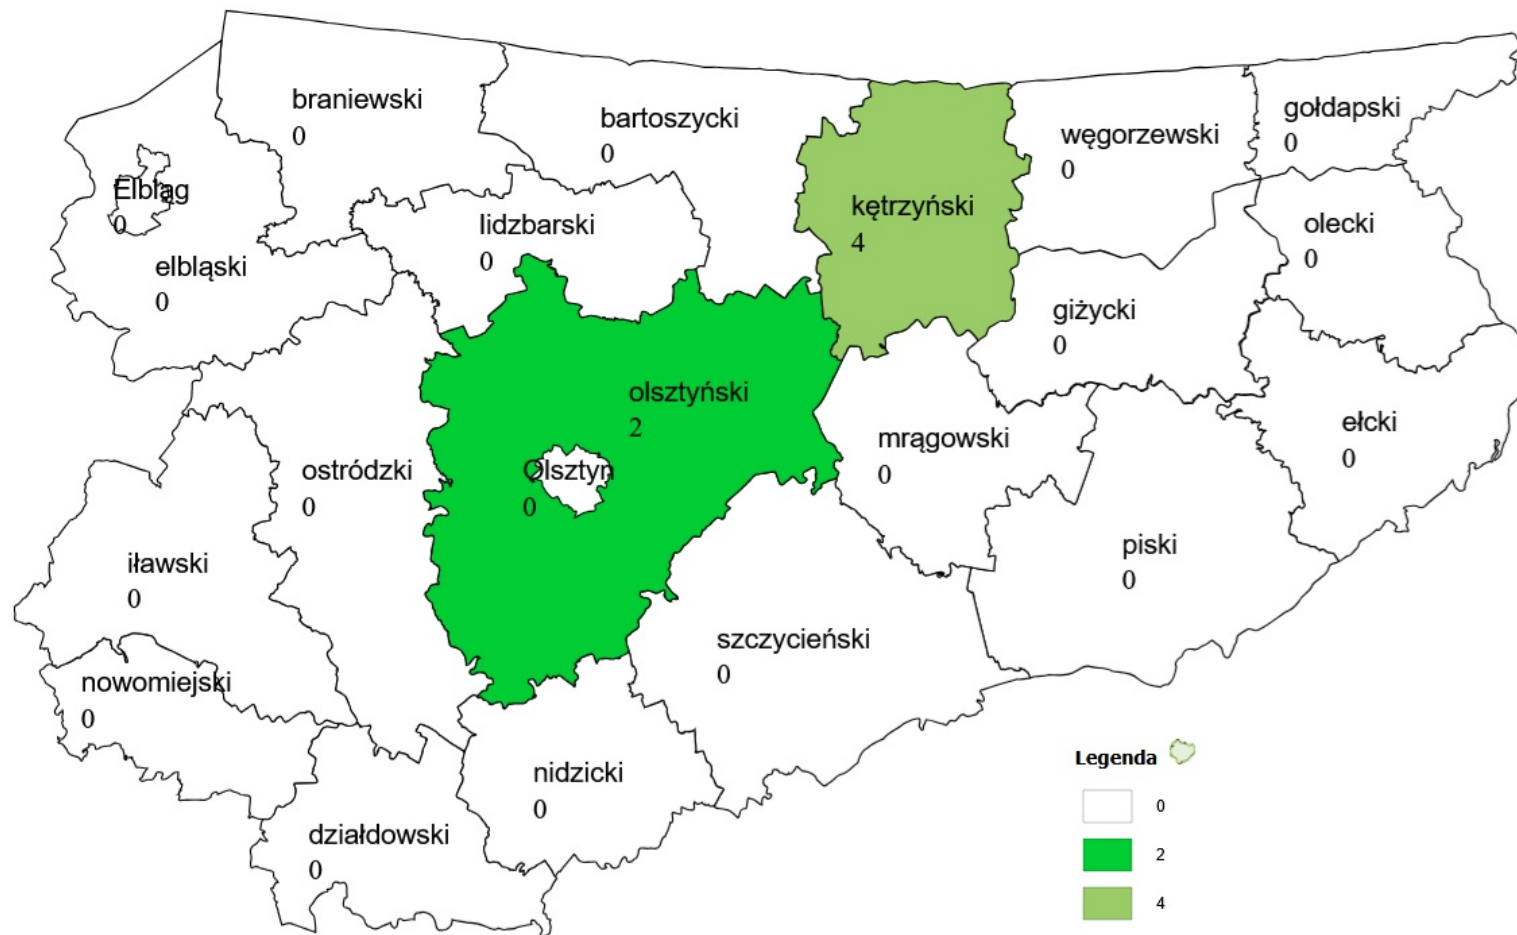 braniewski
0
bartoszycki
0
gołdapski
0
węgorzewski
0
Elbląg
0
kętrzyński
4
lidzbarski
0
olecki
0
elbląski
0
giżycki
0
olsztyński
2
ełcki
0
mrągowski
0
ostródzki
0
Olsztyn
0
piski
0
iławski
0
szczycieński
0
nowomiejski
0
nidzicki
0
działdowski
0
Legenda
0
2
4